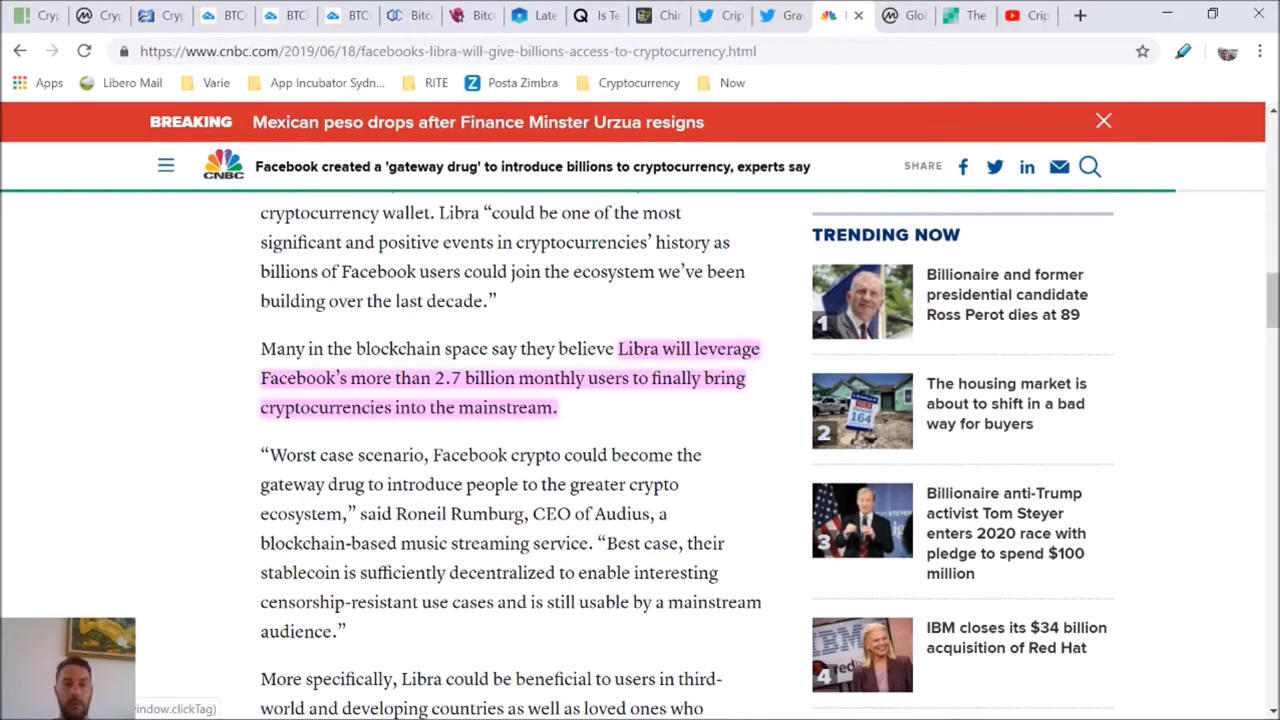 Cryp
Cryp
Cryp
BTC
BTC
BTC
Bitco
Bitc
Late
Is Te
Chin
Crip
Gra
Glo
The
Crip
https://www.cnbc.com/2019/06/18/facebooks-libra-will-give-billions-access-to-cryptocurrency.html
Apps
Libero Mail
Varie
App Incubator Sydn...
RITE
Posta Zimbra
Cryptocurrency
Now
BREAKING Mexican peso drops after Finance Minster Urzua resigns
CNBC
Facebook created a 'gateway drug' to introduce billions to cryptocurrency, experts say
SHARE
cryptocurrency wallet. Libra “could be one of the most
significant and positive events in cryptocurrencies’ history as
billions of Facebook users could join the ecosystem we’ve been
building over the last decade.”
Many in the blockchain space say they believe Libra will leverage
Facebook’s more than 2.7 billion monthly users to finally bring
cryptocurrencies into the mainstream.
“Worst case scenario, Facebook crypto could become the
gateway drug to introduce people to the greater crypto
ecosystem,” said Roneil Rumburg, CEO of Audius, a
blockchain-based music streaming service. “Best case, their
stablecoin is sufficiently decentralized to enable interesting
censorship-resistant use cases and is still usable by a mainstream
audience.”
More specifically, Libra could be beneficial to users in third-
world and developing countries as well as loved ones who
TRENDING NOW
1
Billionaire and former
presidential candidate
Ross Perot dies at 89
2
164
The housing market is
about to shift in a bad
way for buyers
3
Billionaire anti-Trump
activist Tom Steyer
enters 2020 race with
pledge to spend $100
million
4
IBM
IBM closes its $34 billion
acquisition of Red Hat
indow.clickTag)